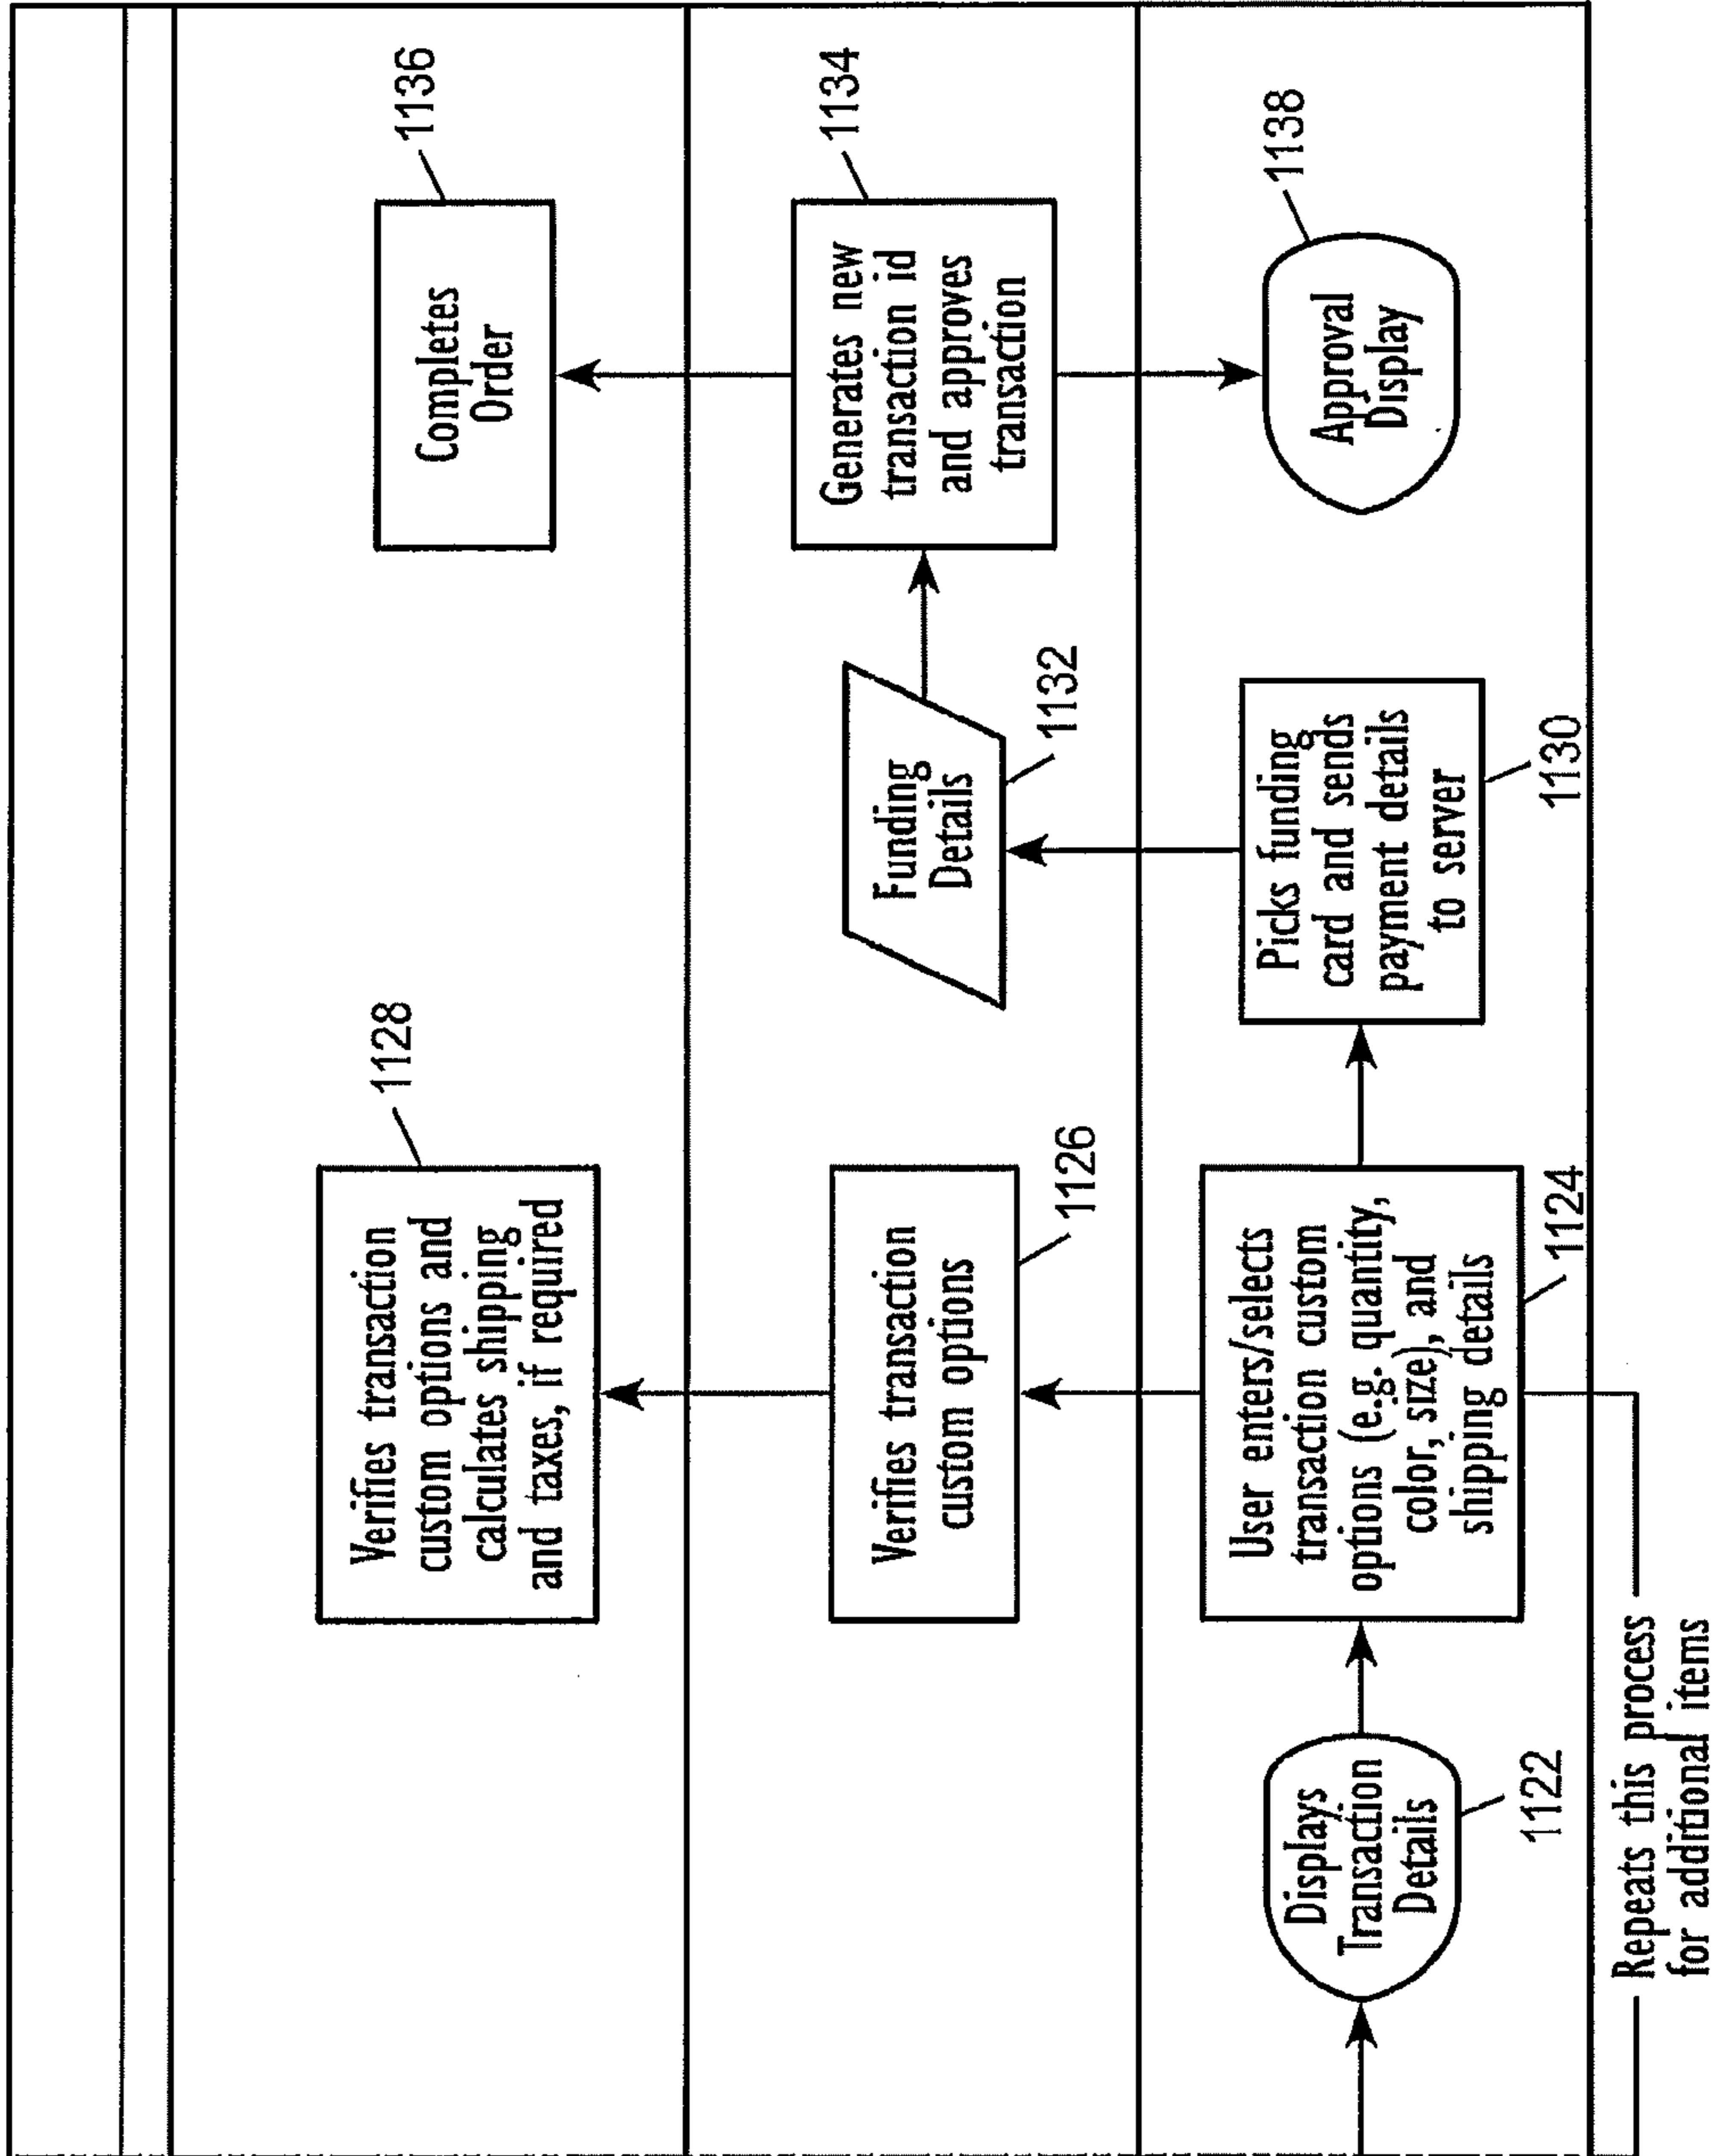 Verifies transaction
custom options and
calculates shipping
and taxes, if required
1128
Completes
Order
1136
Verifies transaction
custom options
1126
Funding
Details
1132
Generates new
transaction id
and approves
transaction
1134
Displays
Transaction
Details
1122
User enters/selects
transaction custom
options (e.g. quantity,
color, size), and
shipping details
1124
Picks funding
card and sends
payment details
to server
1130
Approval
Display
1138
Repeats this process
for additional items